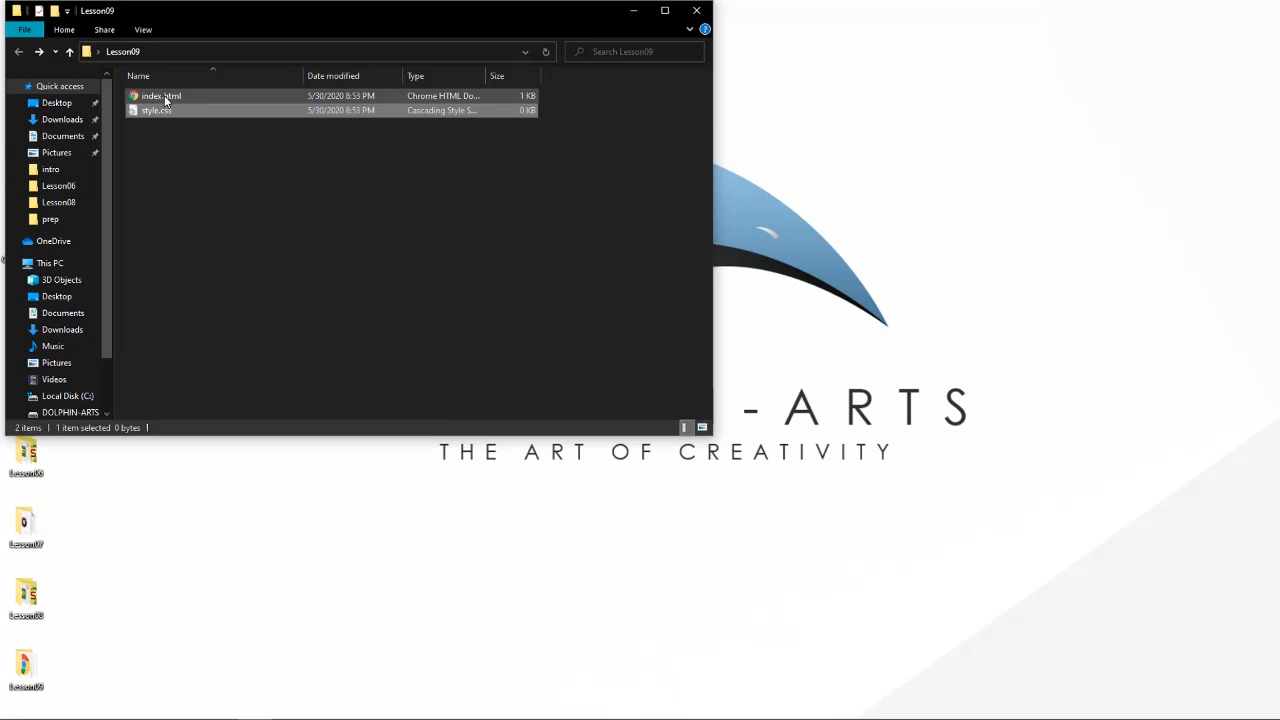 Lesson09
File Home Share View
Lesson09
Search Lesson09
Name Date modified Type Size
index.html 5/30/2020 8:53 PM Chrome HTML Do... 1 KB
style.css 5/30/2020 8:53 PM Cascading Style S... 0 KB
Quick access
Desktop
Downloads
Documents
Pictures
intro
Lesson06
Lesson08
prep
OneDrive
This PC
3D Objects
Desktop
Documents
Downloads
Music
Pictures
Videos
Local Disk (C:)
DOLPHIN-ARTS
2 items 1 item selected 0 bytes
- ARTS
THE ART OF CREATIVITY
Lesson07
Lesson09